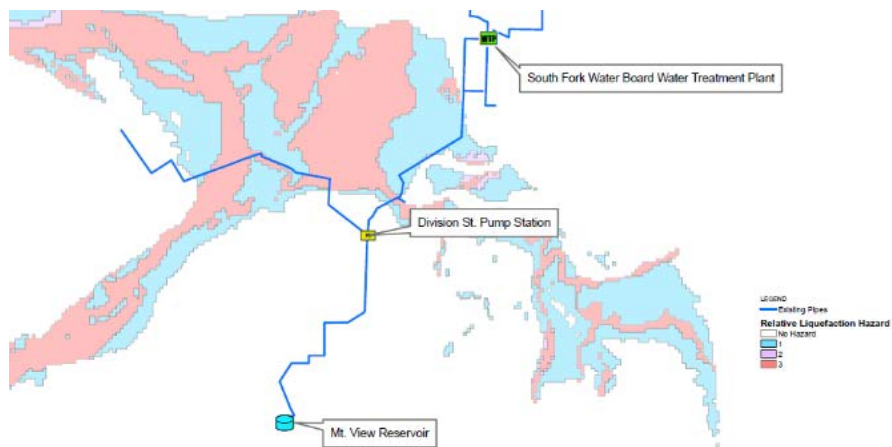 WTP
South Fork Water Board Water Treatment Plant
Division St. Pump Station
Mt. View Reservoir
LEGEND
Existing Pipes
Relative Liquefaction Hazard
No Hazard
1
2
3